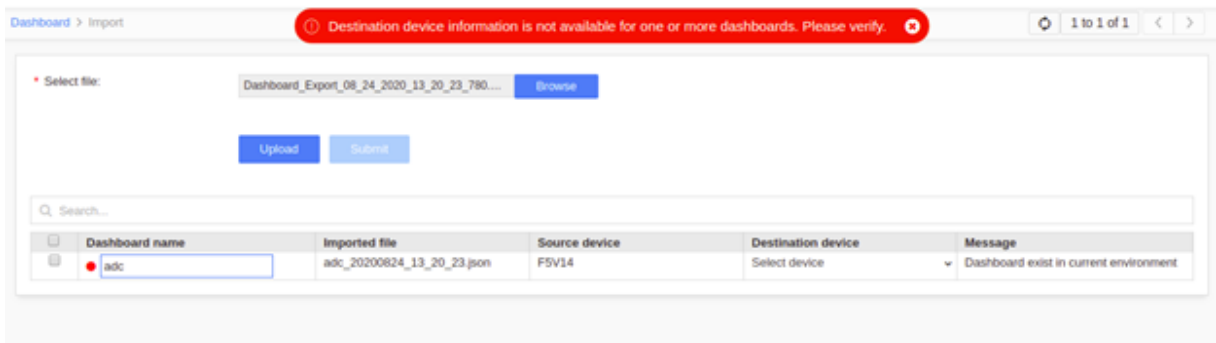 Dashboard > Import
Destination device information is not available for one or more dashboards. Please verify.
1 to 1 of 1 < >
* Select file:
Dashboard_Export_08_24_2020_13_20_23_780....
Browse
Upload Submit
Search...
Dashboard name Imported file Source device Destination device Message
adc adc_20200824_13_20_23.json F5V14 Select device Dashboard exist in current environment